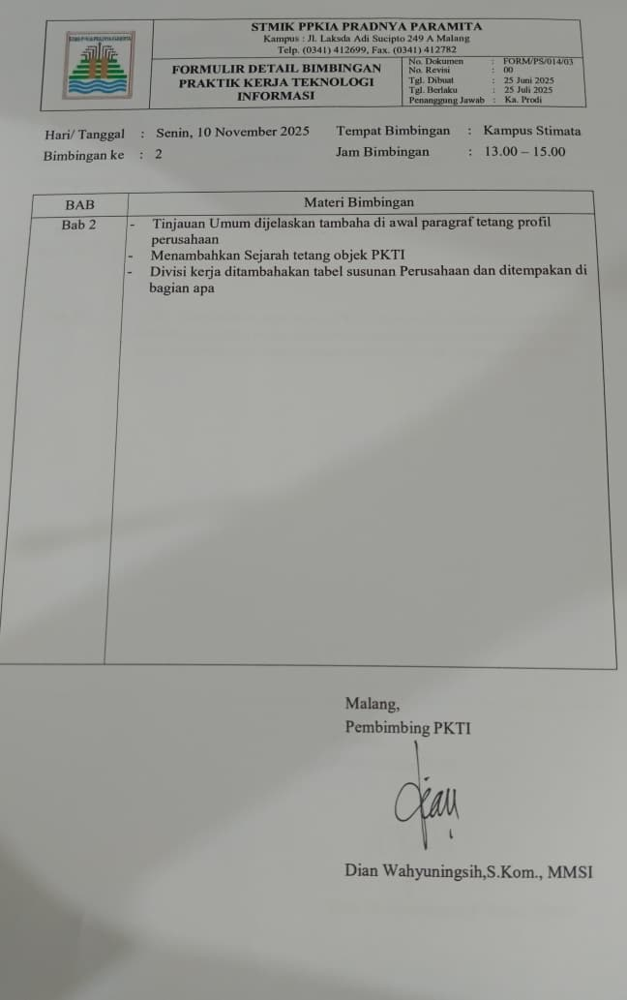 STMIK PPKIA PRADNYA PARAMITA
STMIK PPKIA PRADNYA PARAMITA
Kampus : Jl. Laksda Adi Sucipto 249 A Malang
Telp. (0341) 412699, Fax. (0341) 412782
FORMULIR DETAIL BIMBINGAN
PRAKTIK KERJA TEKNOLOGI
INFORMASI
No. Dokumen : FORM/PS/014/03
No. Revisi : 00
Tgl. Dibuat : 25 Juni 2025
Tgl. Berlaku : 25 Juli 2025
Penanggung Jawab : Ka. Prodi
Hari/ Tanggal : Senin, 10 November 2025 Tempat Bimbingan : Kampus Stimata
Bimbingan ke : 2 Jam Bimbingan : 13.00 – 15.00
BAB Materi Bimbingan
Bab 2 - Tinjauan Umum dijelaskan tambaha di awal paragraf tetang profil
perusahaan
- Menambahkan Sejarah tetang objek PKTI
- Divisi kerja ditambahakan tabel susunan Perusahaan dan ditempakan di
bagian apa
Malang,
Pembimbing PKTI
Dian Wahyuningsih,S.Kom., MMSI